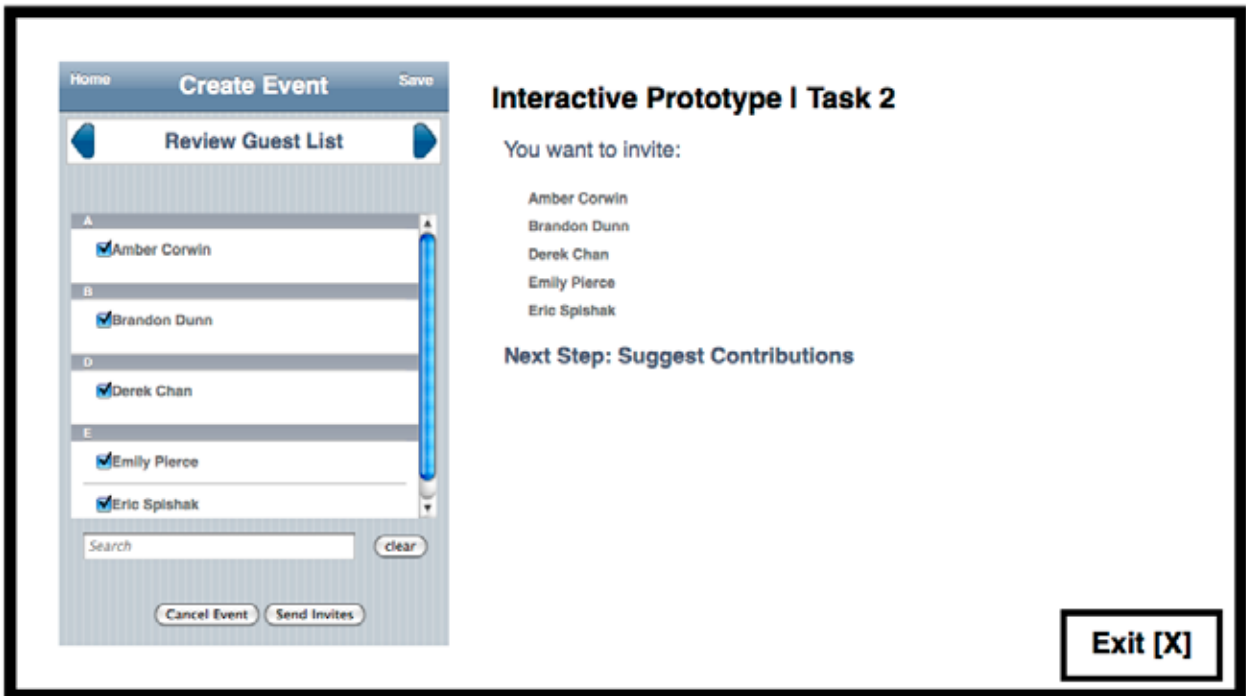 Home Create Event Save
Review Guest List
A
Amber Corwin
B
Brandon Dunn
D
Derek Chan
E
Emily Pierce
Eric Spishak
Search clear
Cancel Event Send Invites
Interactive Prototype | Task 2
You want to invite:
Amber Corwin
Brandon Dunn
Derek Chan
Emily Pierce
Eric Spishak
Next Step: Suggest Contributions
Exit [X]